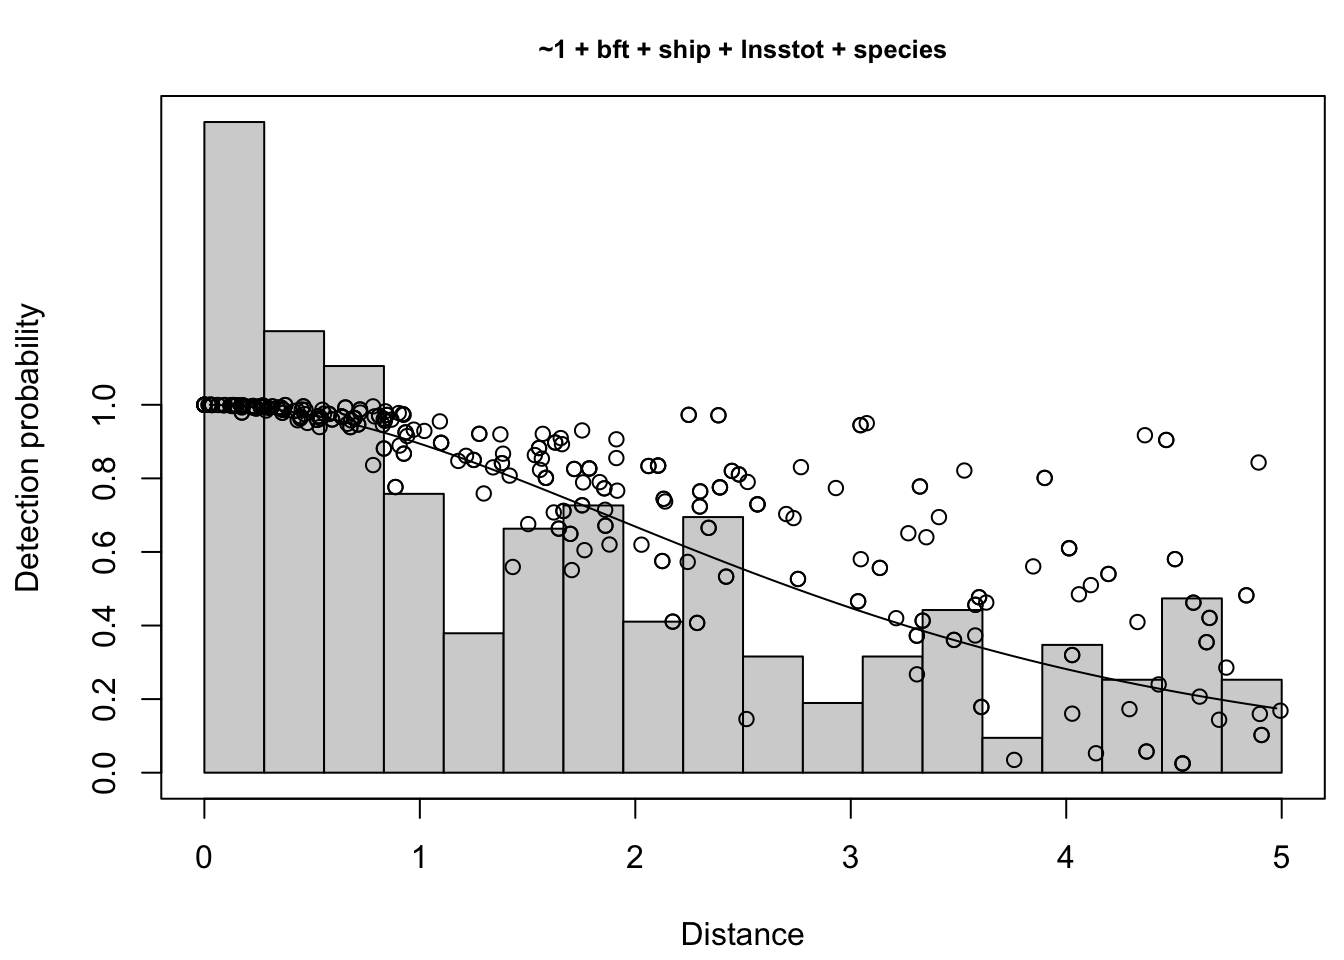 ~1 + bft + ship + lnsstot + species
Detection probability
1.0
0.8
0.6
0.4
0.2
0.0
0 1 2 3 4 5
Distance